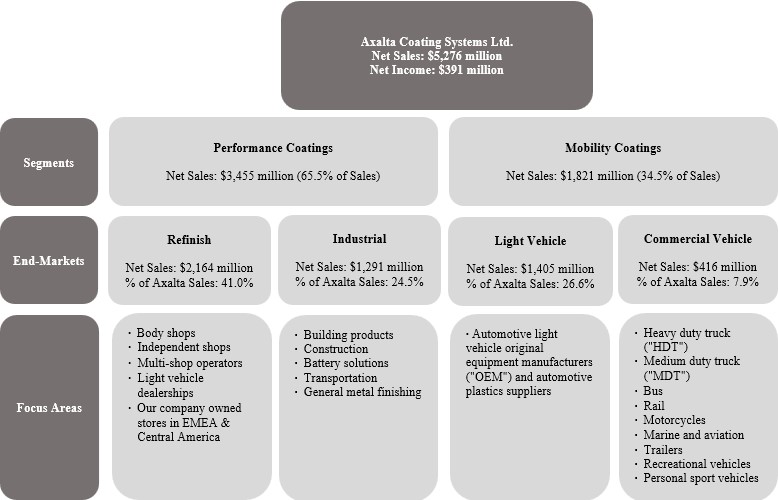 Axalta Coating Systems Ltd.
Net Sales: $5,276 million
Net Income: $391 million
Segments
Performance Coatings
Net Sales: $3,455 million (65.5% of Sales)
Mobility Coatings
Net Sales: $1,821 million (34.5% of Sales)
End-Markets
Refinish
Net Sales: $2,164 million
% of Axalta Sales: 41.0%
Industrial
Net Sales: $1,291 million
% of Axalta Sales: 24.5%
Light Vehicle
Net Sales: $1,405 million
% of Axalta Sales: 26.6%
Commercial Vehicle
Net Sales: $416 million
% of Axalta Sales: 7.9%
Focus Areas
· Body shops
· Independent shops
· Multi-shop operators
· Light vehicle
dealerships
· Our company owned
stores in EMEA &
Central America
· Building products
· Construction
· Battery solutions
· Transportation
· General metal finishing
· Automotive light
vehicle original
equipment manufacturers
("OEM") and automotive
plastics suppliers
· Heavy duty truck
("HDT")
· Medium duty truck
("MDT")
· Bus
· Rail
· Motorcycles
· Marine and aviation
· Trailers
· Recreational vehicles
· Personal sport vehicles